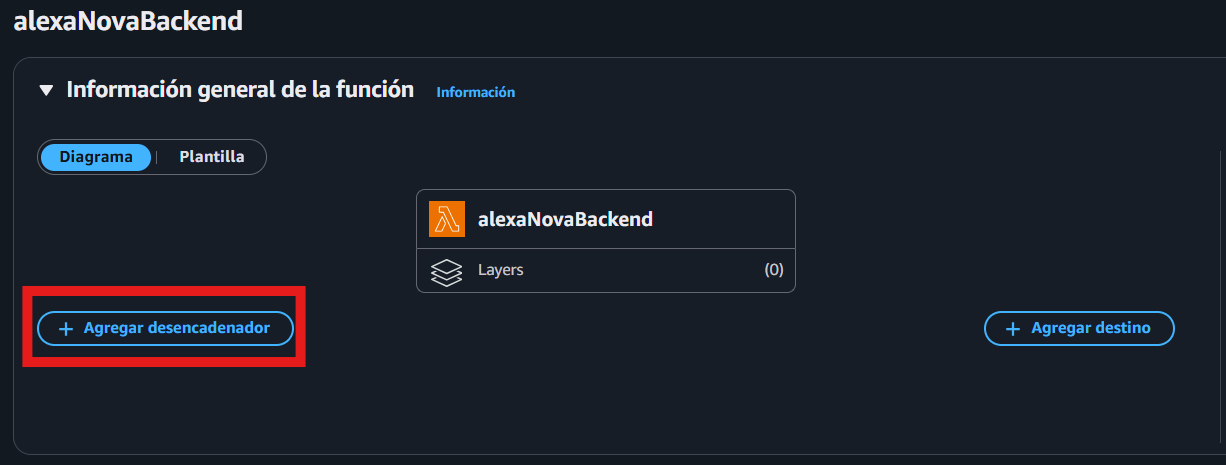 alexaNovaBackend
Información general de la función Información
Diagrama | Plantilla
alexaNovaBackend
Layers (0)
+ Agregar desencadenador + Agregar destino